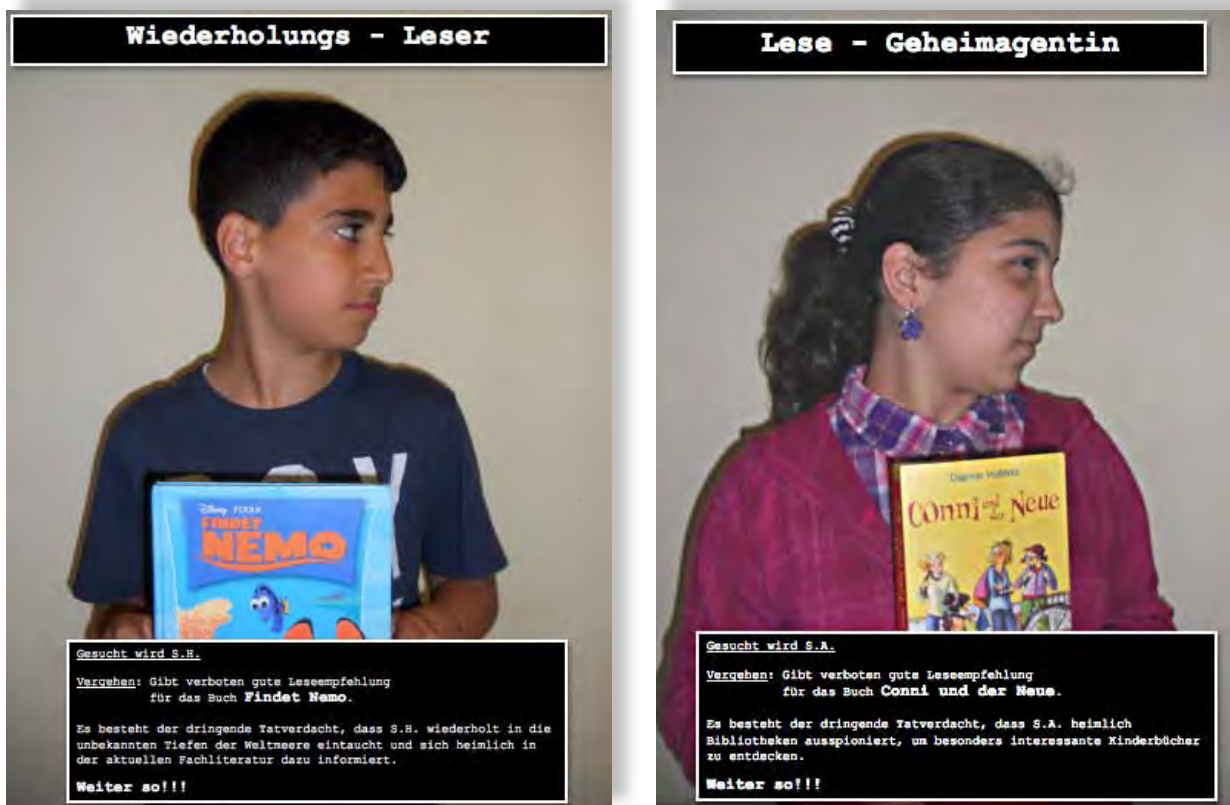 Wiederholungs - Leser
Disney PIXAR
FINDET
NEMO
Gesucht wird S.H.
Vergehen: Gibt verboten gute Leseempfehlung
für das Buch Findet Nemo.
Es besteht der dringende Tatverdacht, dass S.H. wiederholt in die
unbekannten Tiefen der Weltmeere eintaucht und sich heimlich in
der aktuellen Fachliteratur dazu informiert.
Weiter so!!!
Lese - Geheimagentin
Conni und der Neue
Gesucht wird S.A.
Vergehen: Gibt verboten gute Leseempfehlung
für das Buch Conni und der Neue.
Es besteht der dringende Tatverdacht, dass S.A. heimlich
Bibliotheken ausspioniert, um besonders interessante Kinderbücher
zu entdecken.
Weiter so!!!